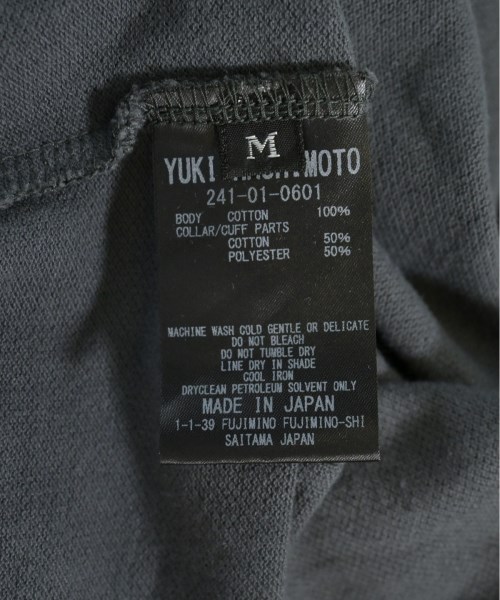 M
YUKI MOTO
241-01-0601
BODY COTTON 100%
COLLAR/CUFF PARTS
COTTON 50%
POLYESTER 50%
MACHINE WASH COLD GENTLE OR DELICATE
DO NOT BLEACH
DO NOT TUMBLE DRY
LINE DRY IN SHADE
COOL IRON
DRYCLEAN PETROLEUM SOLVENT ONLY
MADE IN JAPAN
1-1-39 FUJIMINO FUJIMINO-SHI
SAITAMA JAPAN